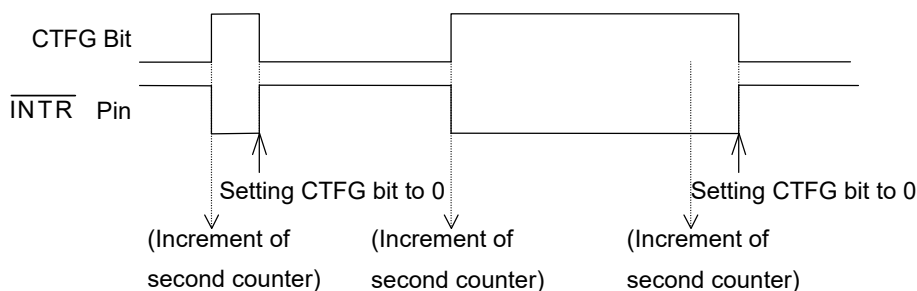 CTFG Bit
INTR Pin
Setting CTFG bit to 0
Setting CTFG bit to 0
(Increment of
second counter)
(Increment of
second counter)
(Increment of
second counter)